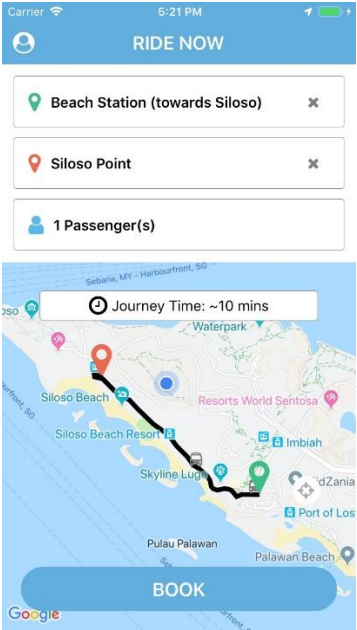 Carrier 5:21 PM
RIDE NOW
Beach Station (towards Siloso)
Siloso Point
1 Passenger(s)
Sebana, MY - Harbourfront, SG
Journey Time: ~10 mins
Waterpark
Siloso Beach
Resorts World Sentosa
Siloso Beach Resort
Imbiah
Skyline Luge
Port of Los
Pulau Palawan
Palawan Beach
BOOK
Google